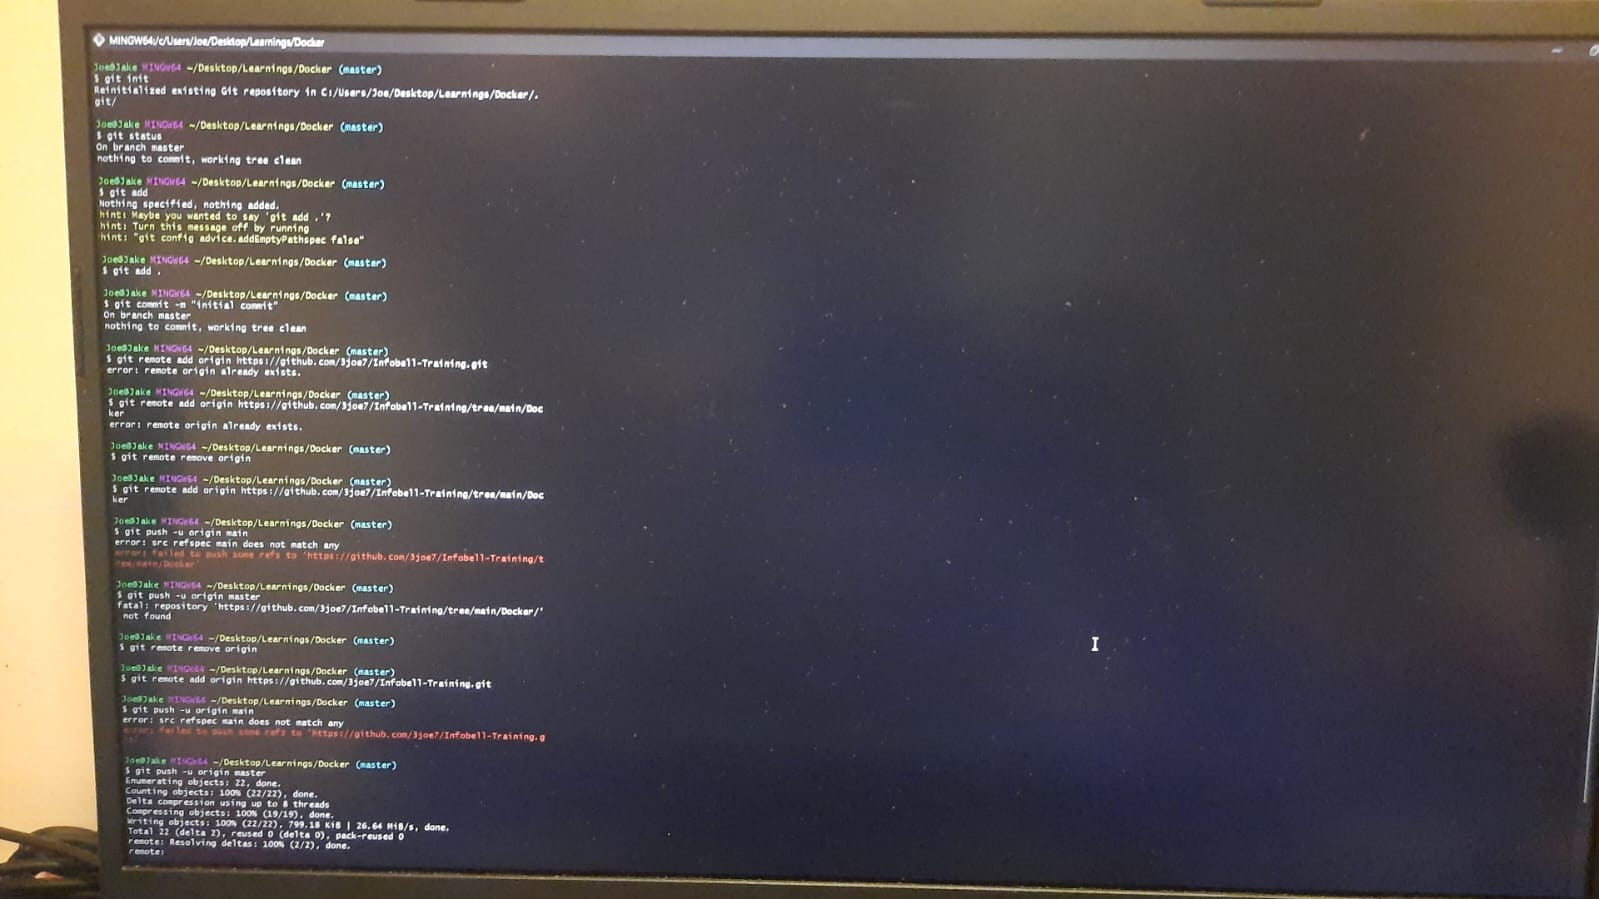 MINGW64:/c/Users/Joe/Desktop/Learnings/Docker
Joe@Jake MINGW64 ~/Desktop/Learnings/Docker (master)
$ git init
Reinitialized existing Git repository in C:/Users/Joe/Desktop/Learnings/Docker/.
git/
Joe@Jake MINGW64 ~/Desktop/Learnings/Docker (master)
$ git status
On branch master
nothing to commit, working tree clean
Joe@Jake MINGW64 ~/Desktop/Learnings/Docker (master)
$ git add
Nothing specified, nothing added.
hint: Maybe you wanted to say 'git add .'?
hint: Turn this message off by running
hint: "git config advice.addEmptyPathspec false"
Joe@Jake MINGW64 ~/Desktop/Learnings/Docker (master)
$ git add .
Joe@Jake MINGW64 ~/Desktop/Learnings/Docker (master)
$ git commit -m "initial commit"
On branch master
nothing to commit, working tree clean
Joe@Jake MINGW64 ~/Desktop/Learnings/Docker (master)
$ git remote add origin https://github.com/3joe7/Infobell-Training.git
error: remote origin already exists.
Joe@Jake MINGW64 ~/Desktop/Learnings/Docker (master)
$ git remote add origin https://github.com/3joe7/Infobell-Training/tree/main/Doc
ker
error: remote origin already exists.
Joe@Jake MINGW64 ~/Desktop/Learnings/Docker (master)
$ git remote remove origin
Joe@Jake MINGW64 ~/Desktop/Learnings/Docker (master)
$ git remote add origin https://github.com/3joe7/Infobell-Training/tree/main/Doc
ker
Joe@Jake MINGW64 ~/Desktop/Learnings/Docker (master)
$ git push -u origin main
error: src refspec main does not match any
error: failed to push some refs to 'https://github.com/3joe7/Infobell-Training/t
ree/main/Docker'
Joe@Jake MINGW64 ~/Desktop/Learnings/Docker (master)
$ git push -u origin master
fatal: repository 'https://github.com/3joe7/Infobell-Training/tree/main/Docker/'
not found
Joe@Jake MINGW64 ~/Desktop/Learnings/Docker (master)
$ git remote remove origin
Joe@Jake MINGW64 ~/Desktop/Learnings/Docker (master)
$ git remote add origin https://github.com/3joe7/Infobell-Training.git
Joe@Jake MINGW64 ~/Desktop/Learnings/Docker (master)
$ git push -u origin main
error: src refspec main does not match any
error: failed to push some refs to 'https://github.com/3joe7/Infobell-Training.g
Joe@Jake MINGW64 ~/Desktop/Learnings/Docker (master)
$ git push -u origin master
Enumerating objects: 22, done.
Counting objects: 100% (22/22), done.
Delta compression using up to 8 threads
Compressing objects: 100% (19/19), done.
Writing objects: 100% (22/22), 799.18 KiB | 26.64 MiB/s, done.
Total 22 (delta 2), reused 0 (delta 0), pack-reused 0
remote: Resolving deltas: 100% (2/2), done.
remote: